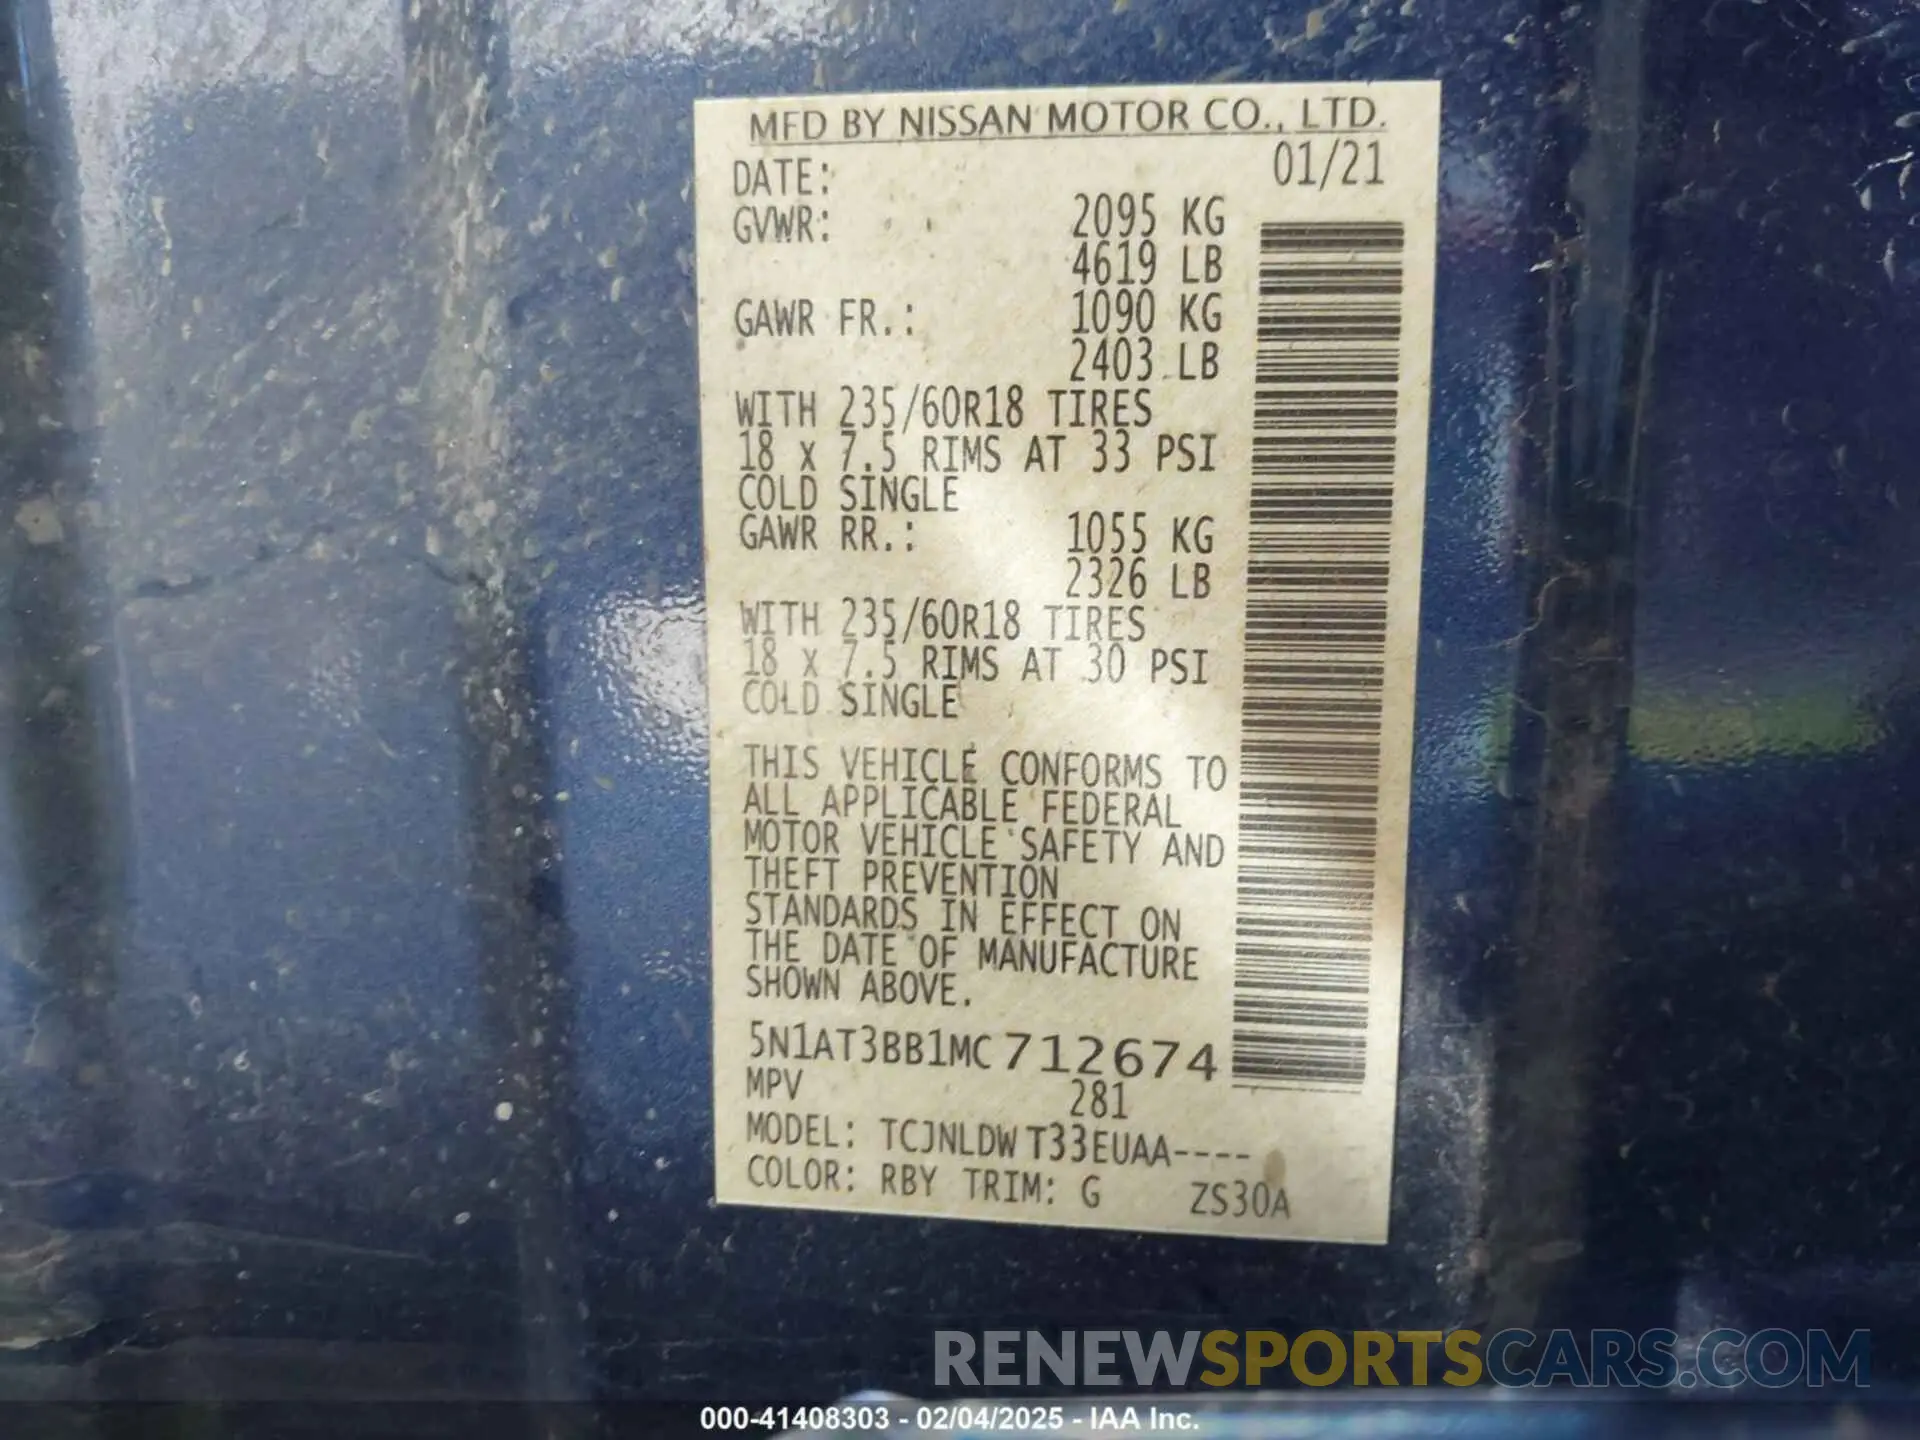 MFD BY NISSAN MOTOR CO., LTD.
DATE: 01/21
GVWR: 2095 KG
4619 LB
GAWR FR.: 1090 KG
2403 LB
WITH 235/60R18 TIRES
18 x 7.5 RIMS AT 33 PSI
COLD SINGLE
GAWR RR.: 1055 KG
2326 LB
WITH 235/60R18 TIRES
18 x 7.5 RIMS AT 30 PSI
COLD SINGLE
THIS VEHICLE CONFORMS TO
ALL APPLICABLE FEDERAL
MOTOR VEHICLE SAFETY AND
THEFT PREVENTION
STANDARDS IN EFFECT ON
THE DATE OF MANUFACTURE
SHOWN ABOVE.
5N1AT3BB1MC712674
MPV 281
MODEL: TCJNLDW T33EUAA----
COLOR: RBY TRIM: G ZS30A
RENEWSPORTSCARS.COM
000-41408303 - 02/04/2025 - IAA Inc.